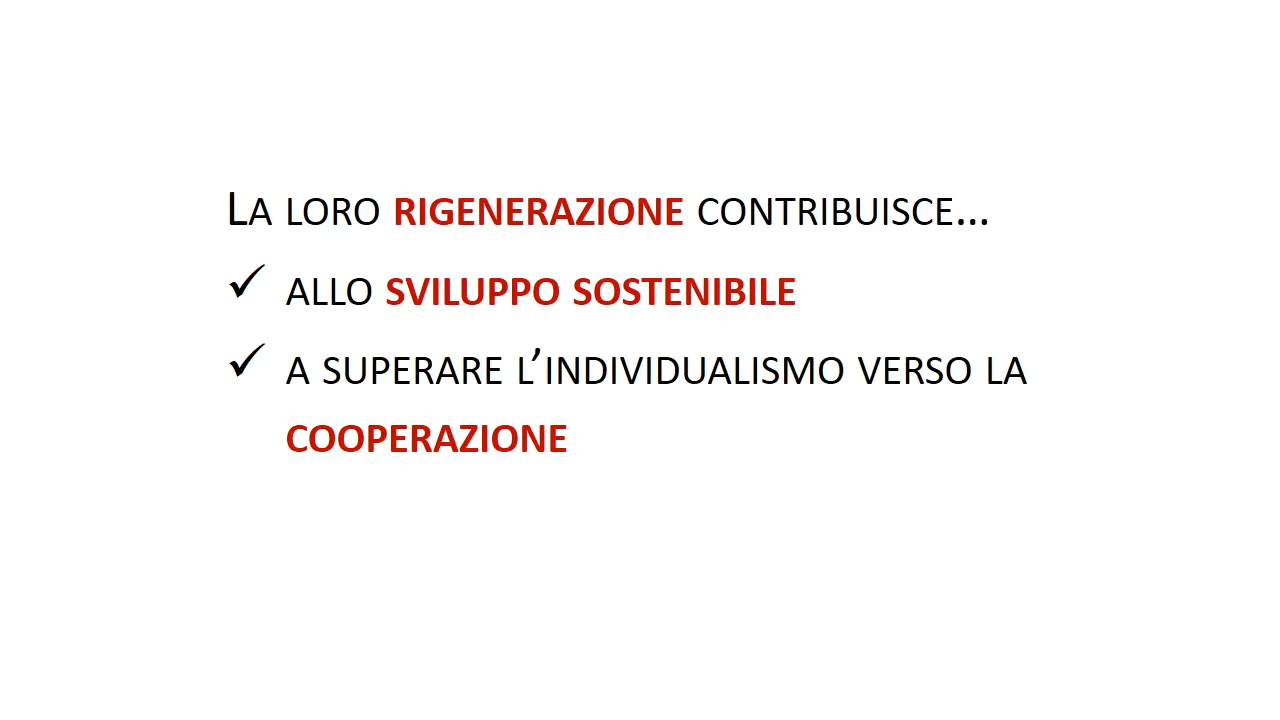 La loro rigenerazione contribuisce…
✓ allo sviluppo sostenibile
✓ a superare l’individualismo verso la
cooperazione